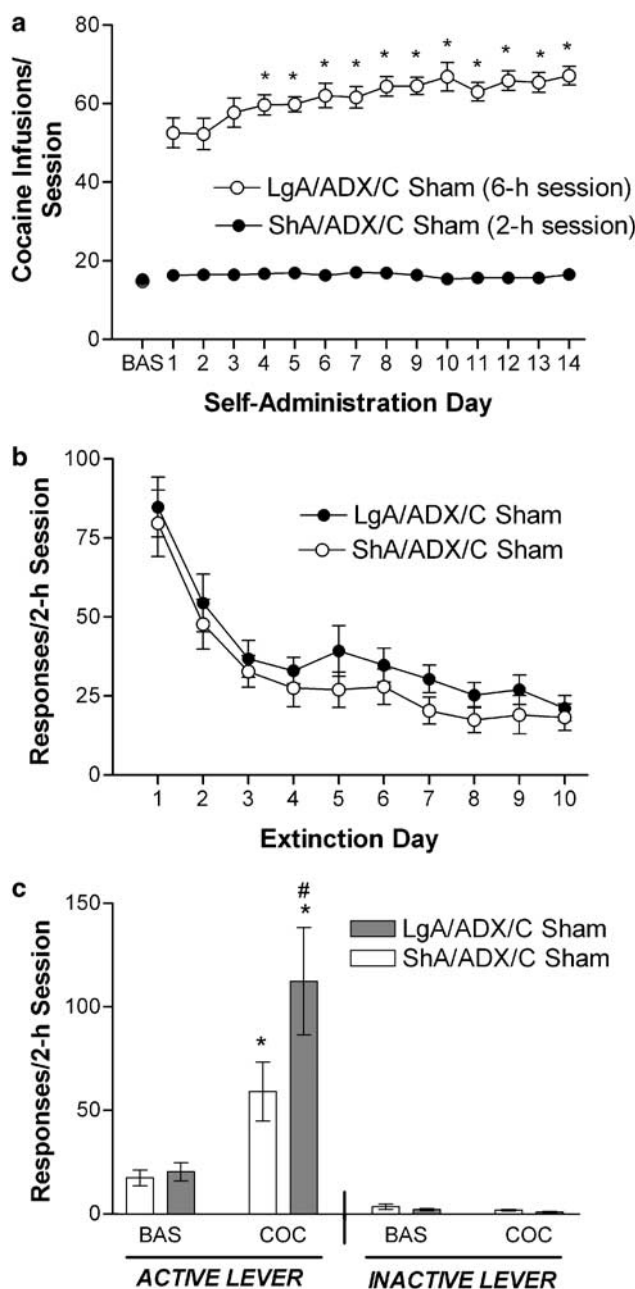 a
Cocaine Infusions/
Session
80
60
40
20
0
* * * * * * * * * * *
LgA/ADX/C Sham (6-h session)
ShA/ADX/C Sham (2-h session)
BAS 1 2 3 4 5 6 7 8 9 10 11 12 13 14
Self-Administration Day
b
Responses/2-h Session
100
75
50
25
0
LgA/ADX/C Sham
ShA/ADX/C Sham
1 2 3 4 5 6 7 8 9 10
Extinction Day
c
Responses/2-h Session
150
100
50
0
#
*
*
LgA/ADX/C Sham
ShA/ADX/C Sham
BAS COC BAS COC
ACTIVE LEVER INACTIVE LEVER